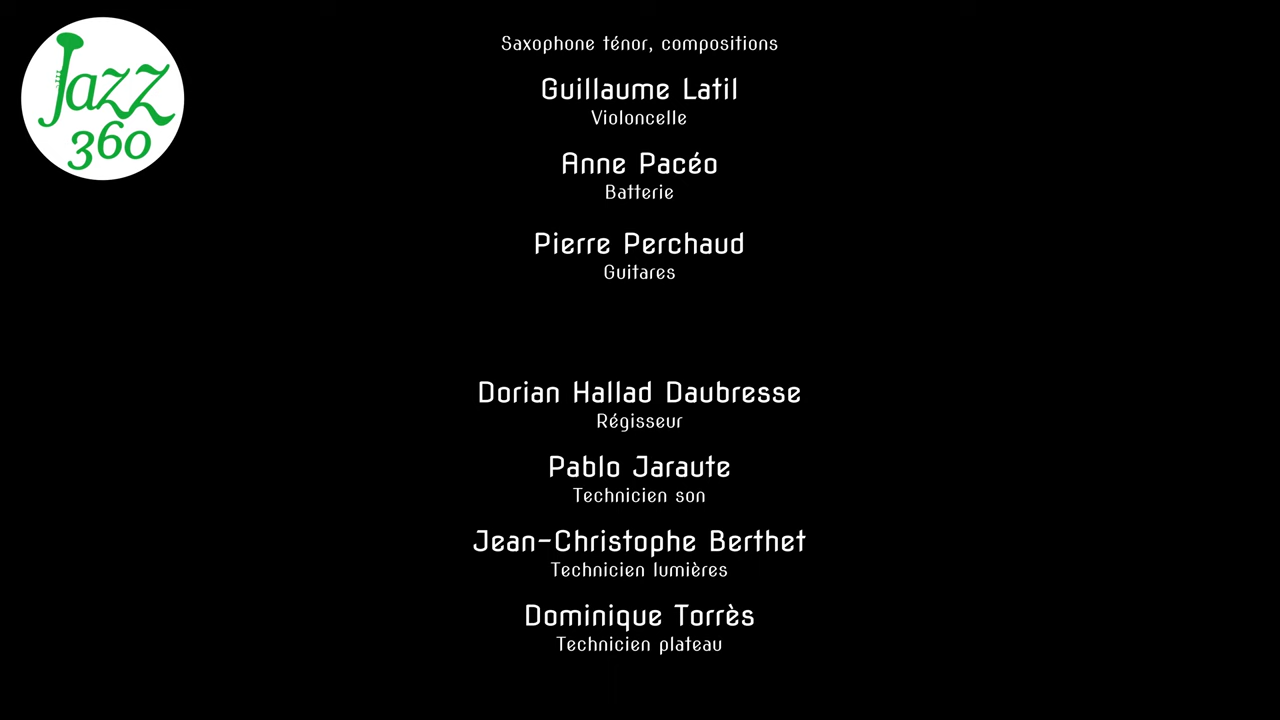 Jazz
360
Saxophone ténor, compositions
Guillaume Latil
Violoncelle
Anne Pacéo
Batterie
Pierre Perchaud
Guitares
Dorian Hallad Daubresse
Régisseur
Pablo Jaraute
Technicien son
Jean-Christophe Berthet
Technicien lumières
Dominique Torrès
Technicien plateau